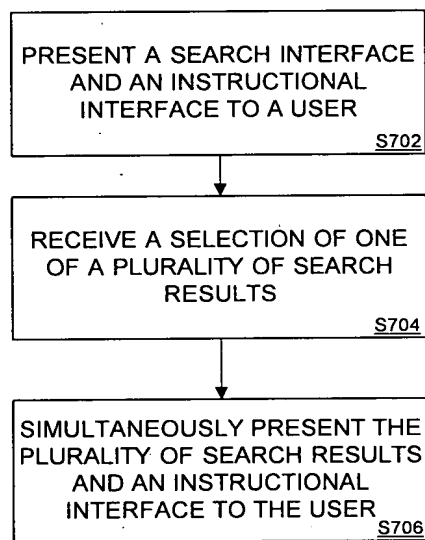 PRESENT A SEARCH INTERFACE
AND AN INSTRUCTIONAL
INTERFACE TO A USER
S702
RECEIVE A SELECTION OF ONE
OF A PLURALITY OF SEARCH
RESULTS
S704
SIMULTANEOUSLY PRESENT THE
PLURALITY OF SEARCH RESULTS
AND AN INSTRUCTIONAL
INTERFACE TO THE USER
S706